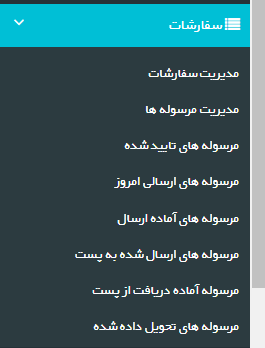 سفارشات
مدیریت سفارشات
مدیریت مرسوله ها
مرسوله های تایید شده
مرسوله های ارسالی امروز
مرسوله های آماده ارسال
مرسوله های ارسال شده به پست
مرسوله آماده دریافت از پست
مرسوله های تحویل داده شده